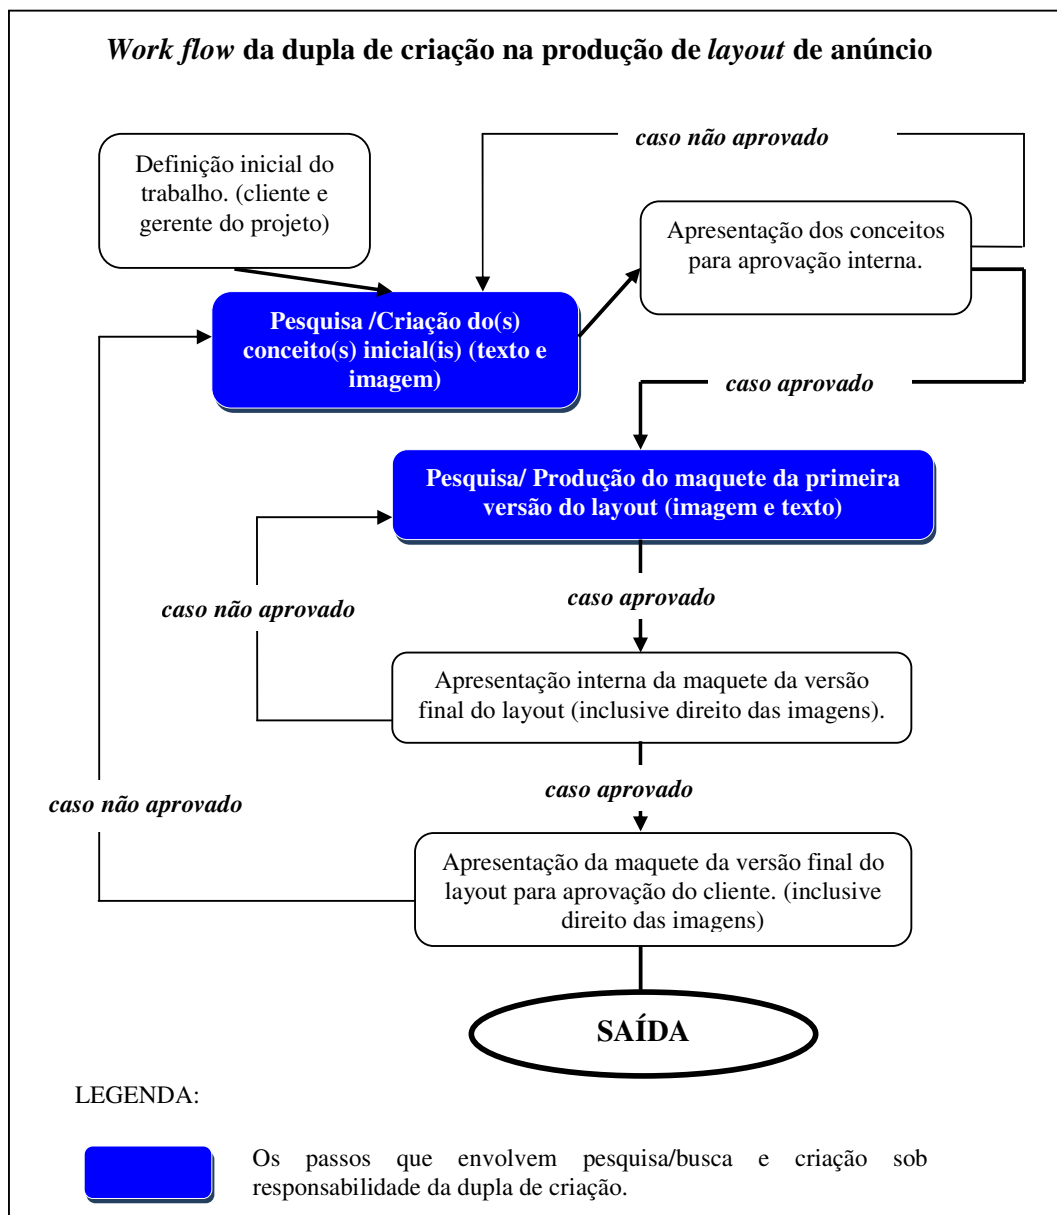 Work flow da dupla de criação na produção de layout de anúncio
caso não aprovado
Definição inicial do
trabalho. (cliente e
gerente do projeto)
Apresentação dos conceitos
para aprovação interna.
Pesquisa /Criação do(s)
conceito(s) inicial(is) (texto e
imagem)
caso aprovado
Pesquisa/ Produção do maquete da primeira
versão do layout (imagem e texto)
caso não aprovado
caso aprovado
Apresentação interna da maquete da versão
final do layout (inclusive direito das imagens).
caso aprovado
caso não aprovado
Apresentação da maquete da versão final do
layout para aprovação do cliente. (inclusive
direito das imagens)
SAÍDA
LEGENDA:
Os passos que envolvem pesquisa/busca e criação sob
responsabilidade da dupla de criação.